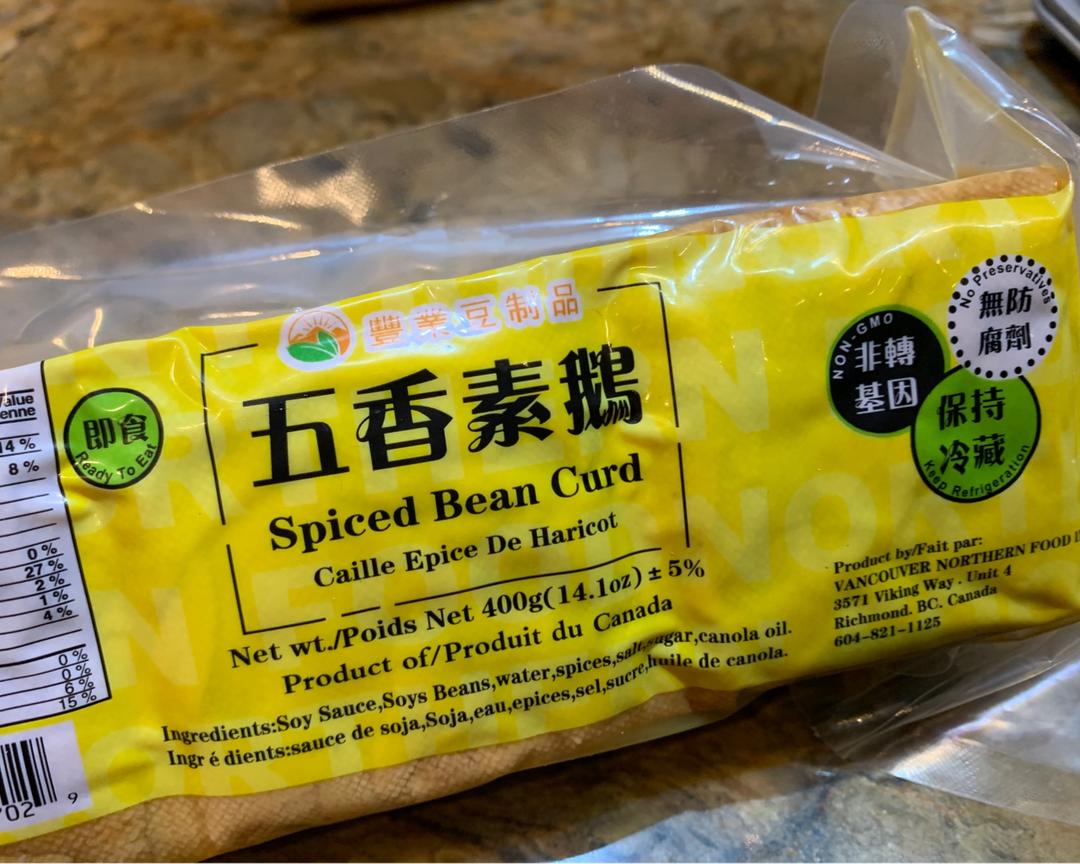 alue
enne
14 %
8 %
0 %
27 %
2 %
1 %
4 %
0 %
0 %
6 %
15 %
02 9
即食
Ready To Eat
豐業豆制品
五香素鵝
Spiced Bean Curd
Caille Epice De Haricot
Net wt./Poids Net 400g(14.1oz) ± 5%
Product of/Produit du Canada
Ingredients:Soy Sauce,Soys Beans,water,spices,salt,sugar,canola oil.
Ingr é dients:sauce de soja,Soja,eau,epices,sel,sucre,huile de canola.
No Preservatives
無防
腐劑
NON-GMO
非轉
基因
保持
冷藏
Keep Refrigeration
Product by/Fait par:
VANCOUVER NORTHERN FOOD
3571 Viking Way . Unit 4
Richmond. BC. Canada
604-821-1125